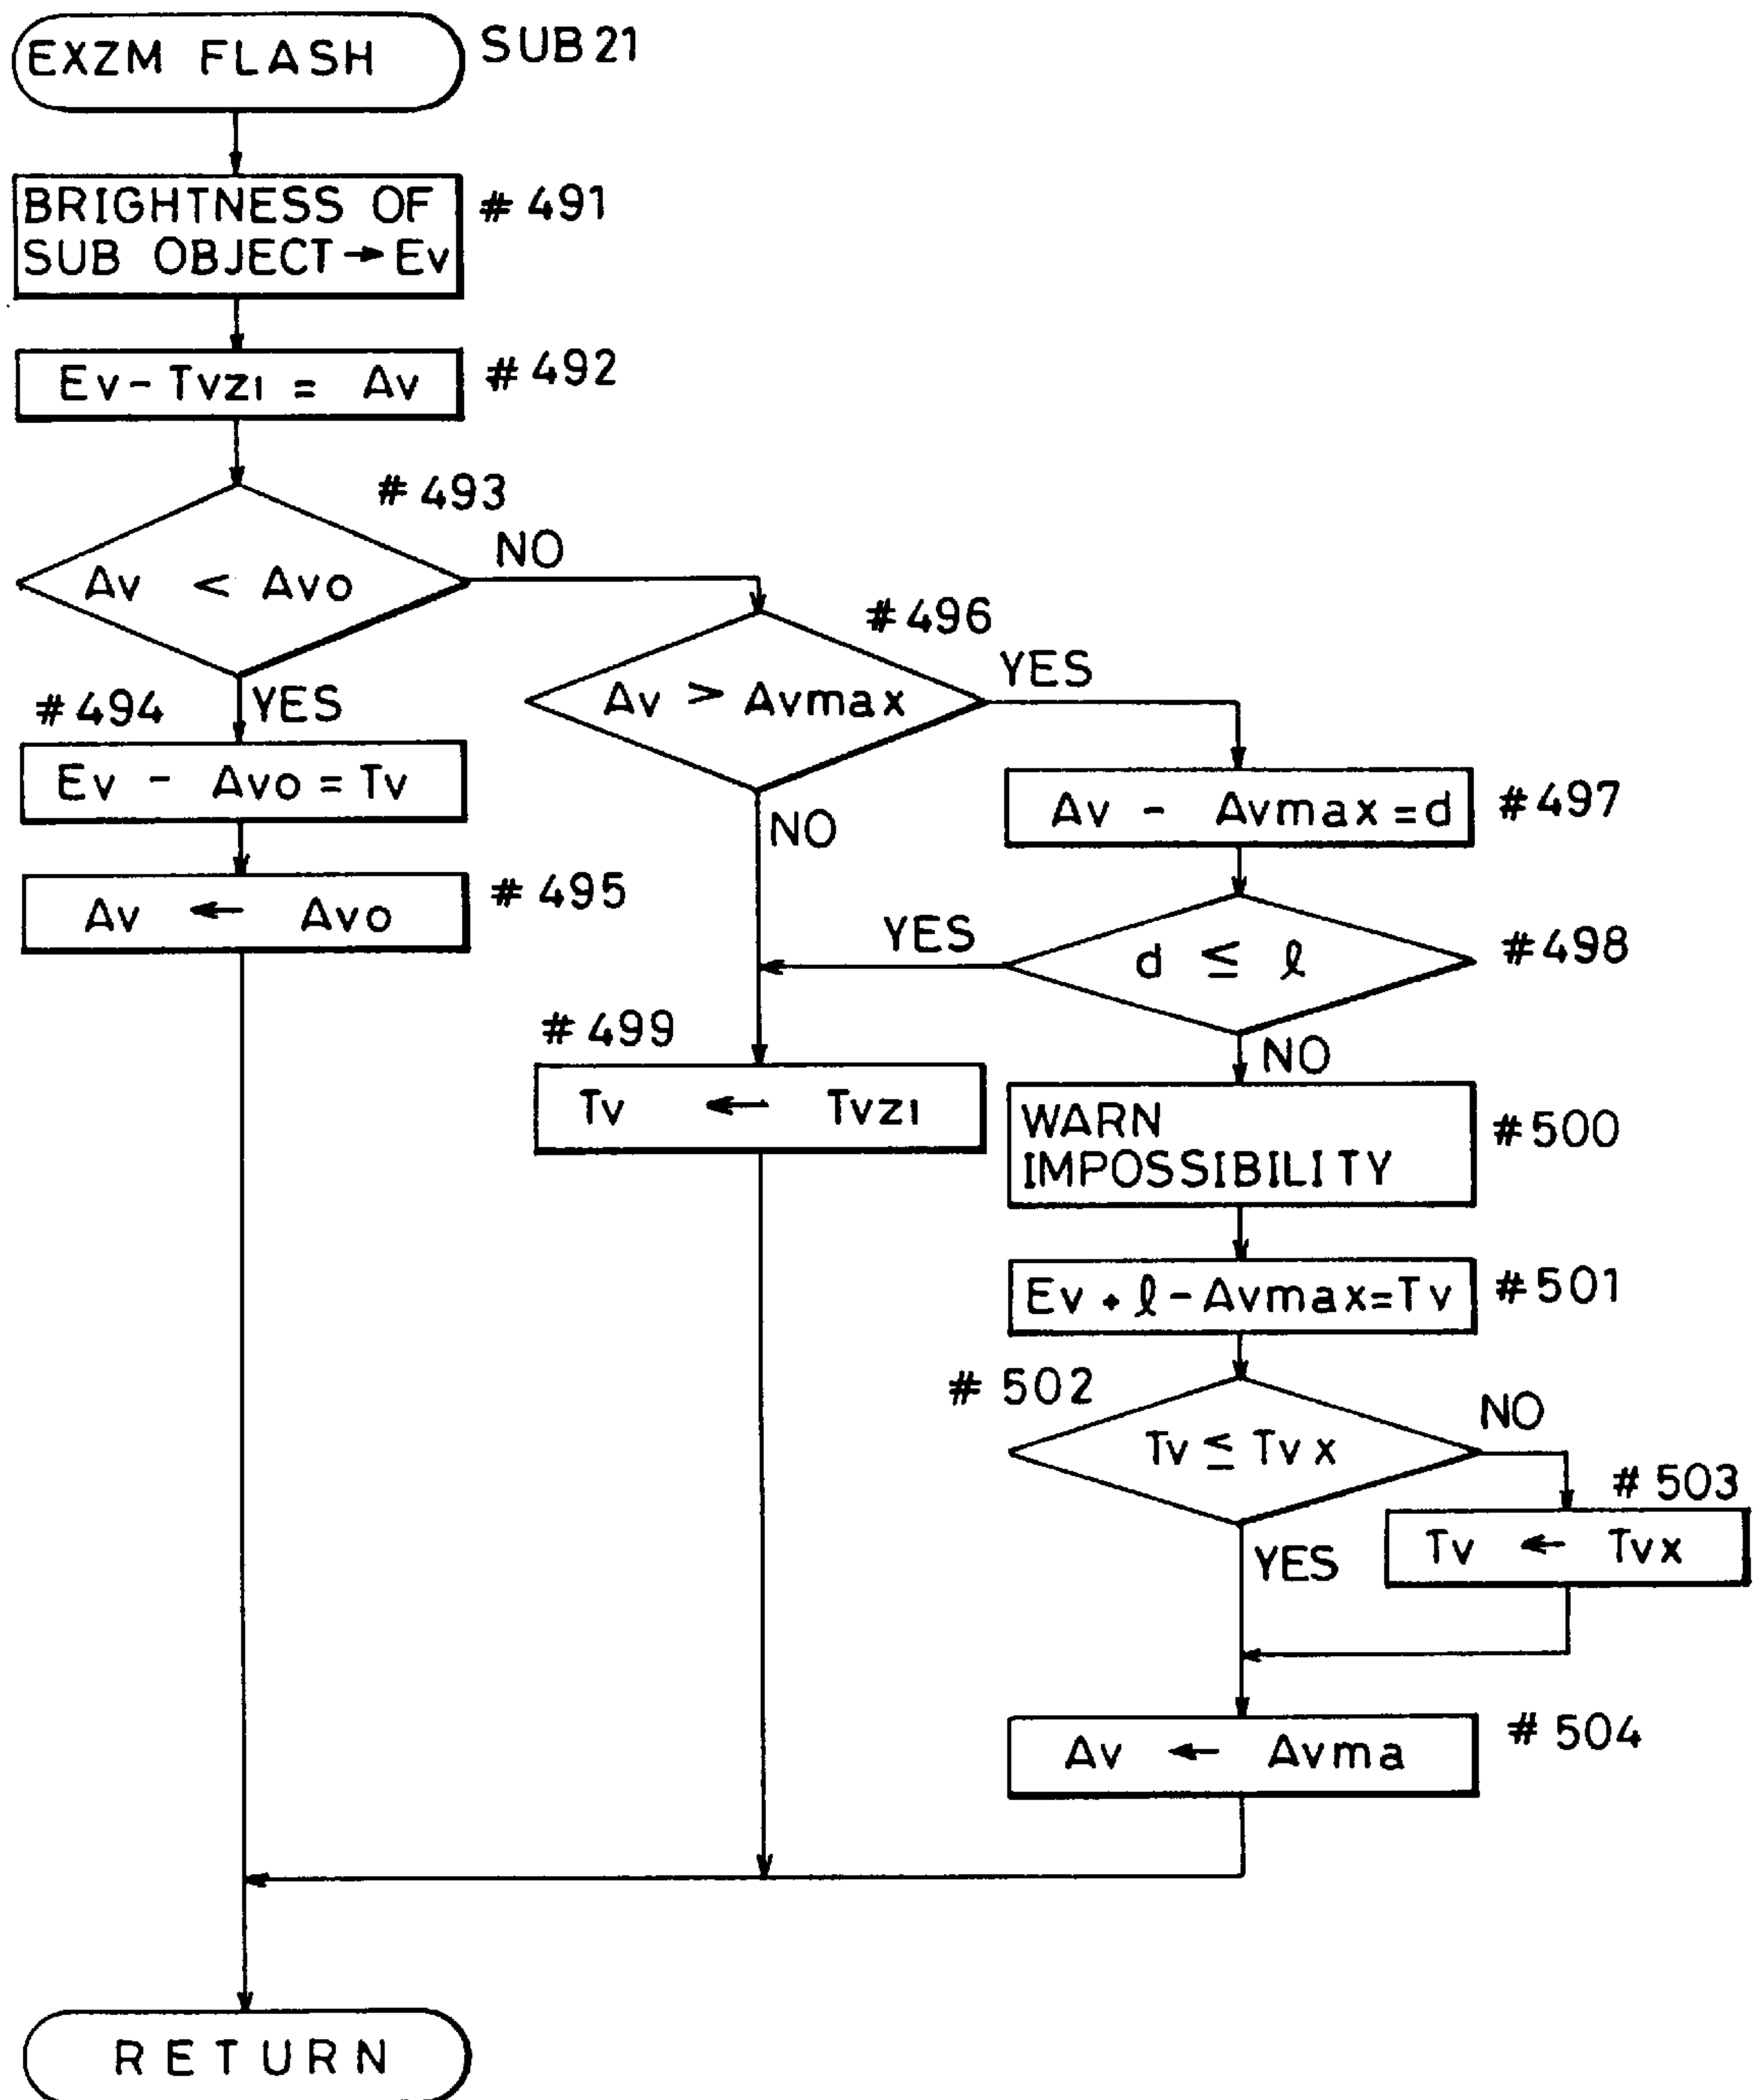 EXZM FLASH
SUB21
BRIGHTNESS OF
SUB OBJECT → Ev
#491
Ev - Tvz1 = Av
#492
#493
Av < Avo
NO
YES
#494
Ev - Avo = Tv
Av ← Avo
#495
#496
Av > Avmax
YES
NO
Av - Avmax = d
#497
d ≤ ℓ
#498
YES
NO
#499
Tv ← Tvz1
WARN
IMPOSSIBILITY
#500
Ev + ℓ - Avmax = Tv
#501
#502
Tv ≤ Tvx
NO
YES
#503
Tv ← Tvx
Av ← Avma
#504
RETURN